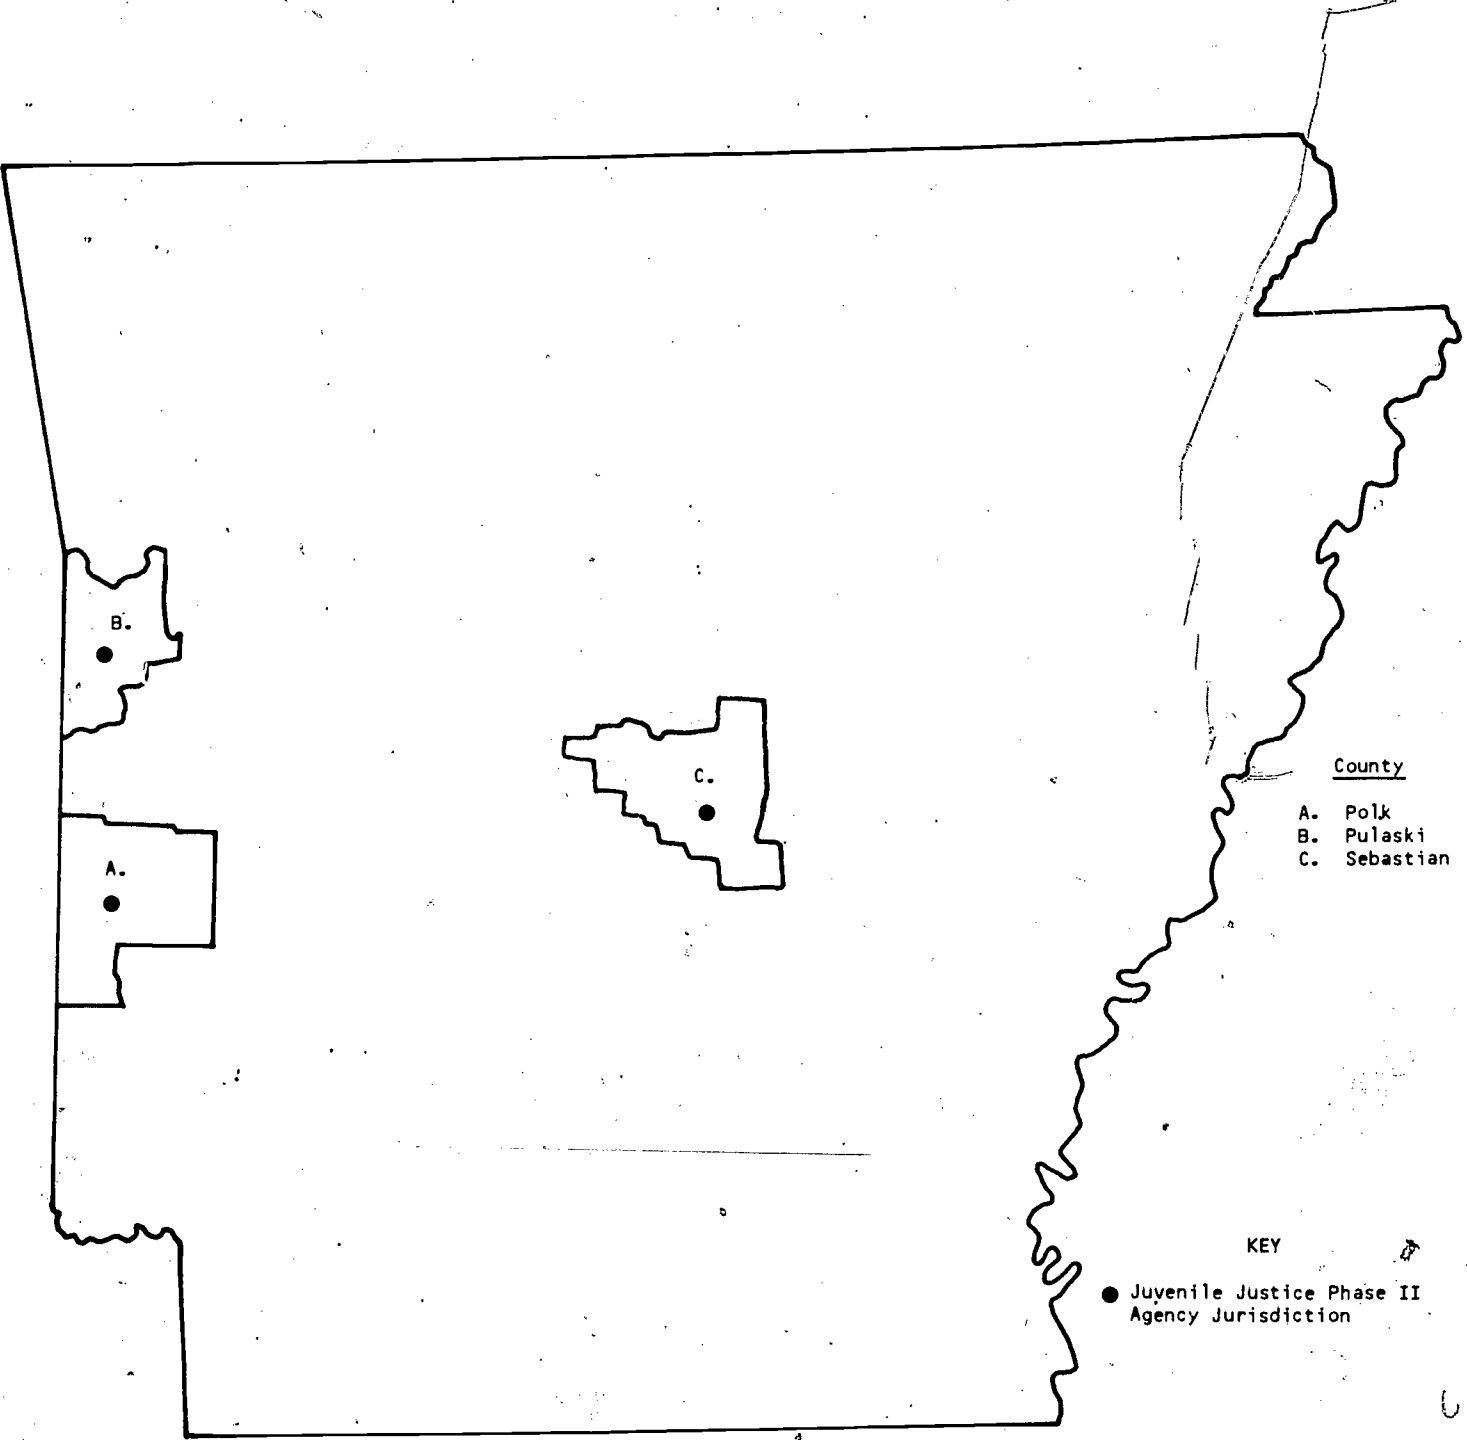 B.
C.
County
A. Polk
B. Pulaski
C. Sebastian
A.
KEY
Juvenile Justice Phase II
Agency Jurisdiction